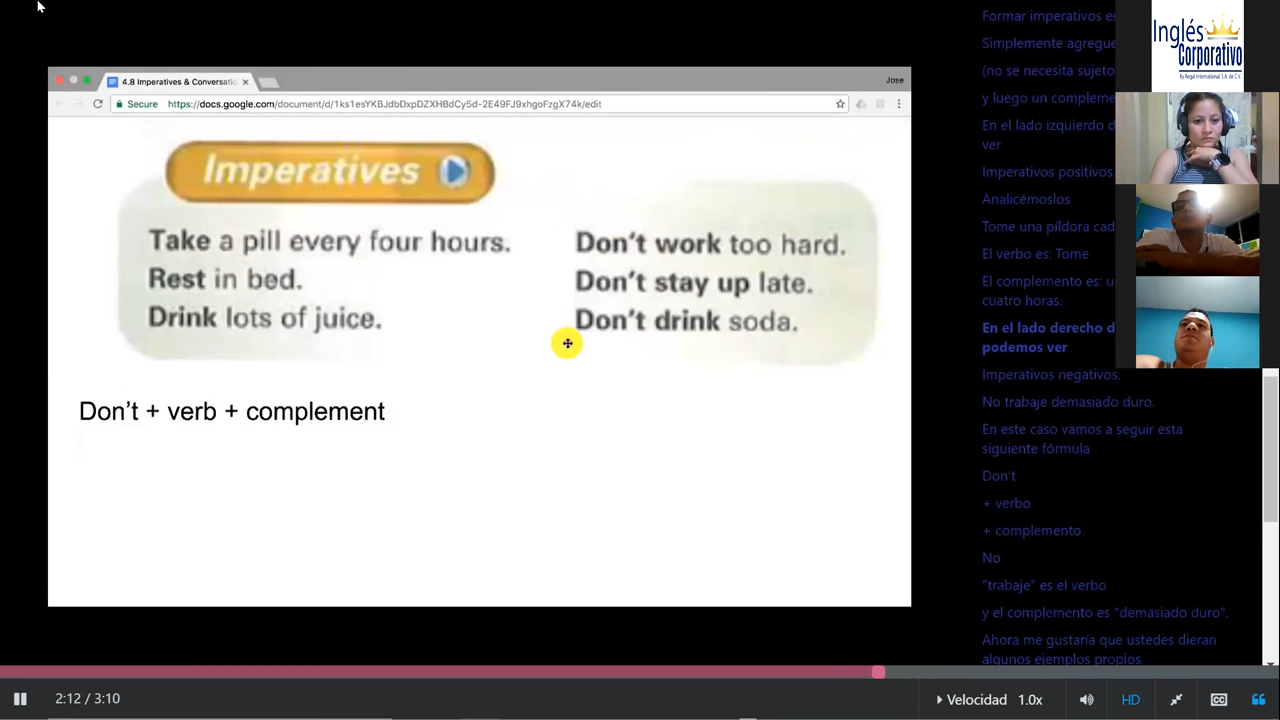 4.8 Imperatives & Conversatio
Jose
Secure https://docs.google.com/document/d/1ks1esYKBJdbDxpDZXHBdCy5d-2E49FJ9xhgoFzgX74k/edit
Imperatives
Take a pill every four hours.
Rest in bed.
Drink lots of juice.
Don't work too hard.
Don't stay up late.
Don't drink soda.
Don't + verb + complement
Formar imperativos es
Simplemente agregue
(no se necesita sujeto
y luego un compleme
En el lado izquierdo d
ver
Imperativos positivos.
Analicémoslos
Tome una píldora cad
El verbo es: Tome
El complemento es: u
cuatro horas.
En el lado derecho d
podemos ver
Imperativos negativos.
No trabaje demasiado duro.
En este caso vamos a seguir esta
siguiente fórmula
Don't
+ verbo
+ complemento
No
"trabaje" es el verbo
y el complemento es "demasiado duro".
Ahora me gustaría que ustedes dieran
algunos ejemplos propios.
Inglés
Corporativo
By Regal International, S.A. de C.V.
2:12 / 3:10
Velocidad 1.0x
HD
CC